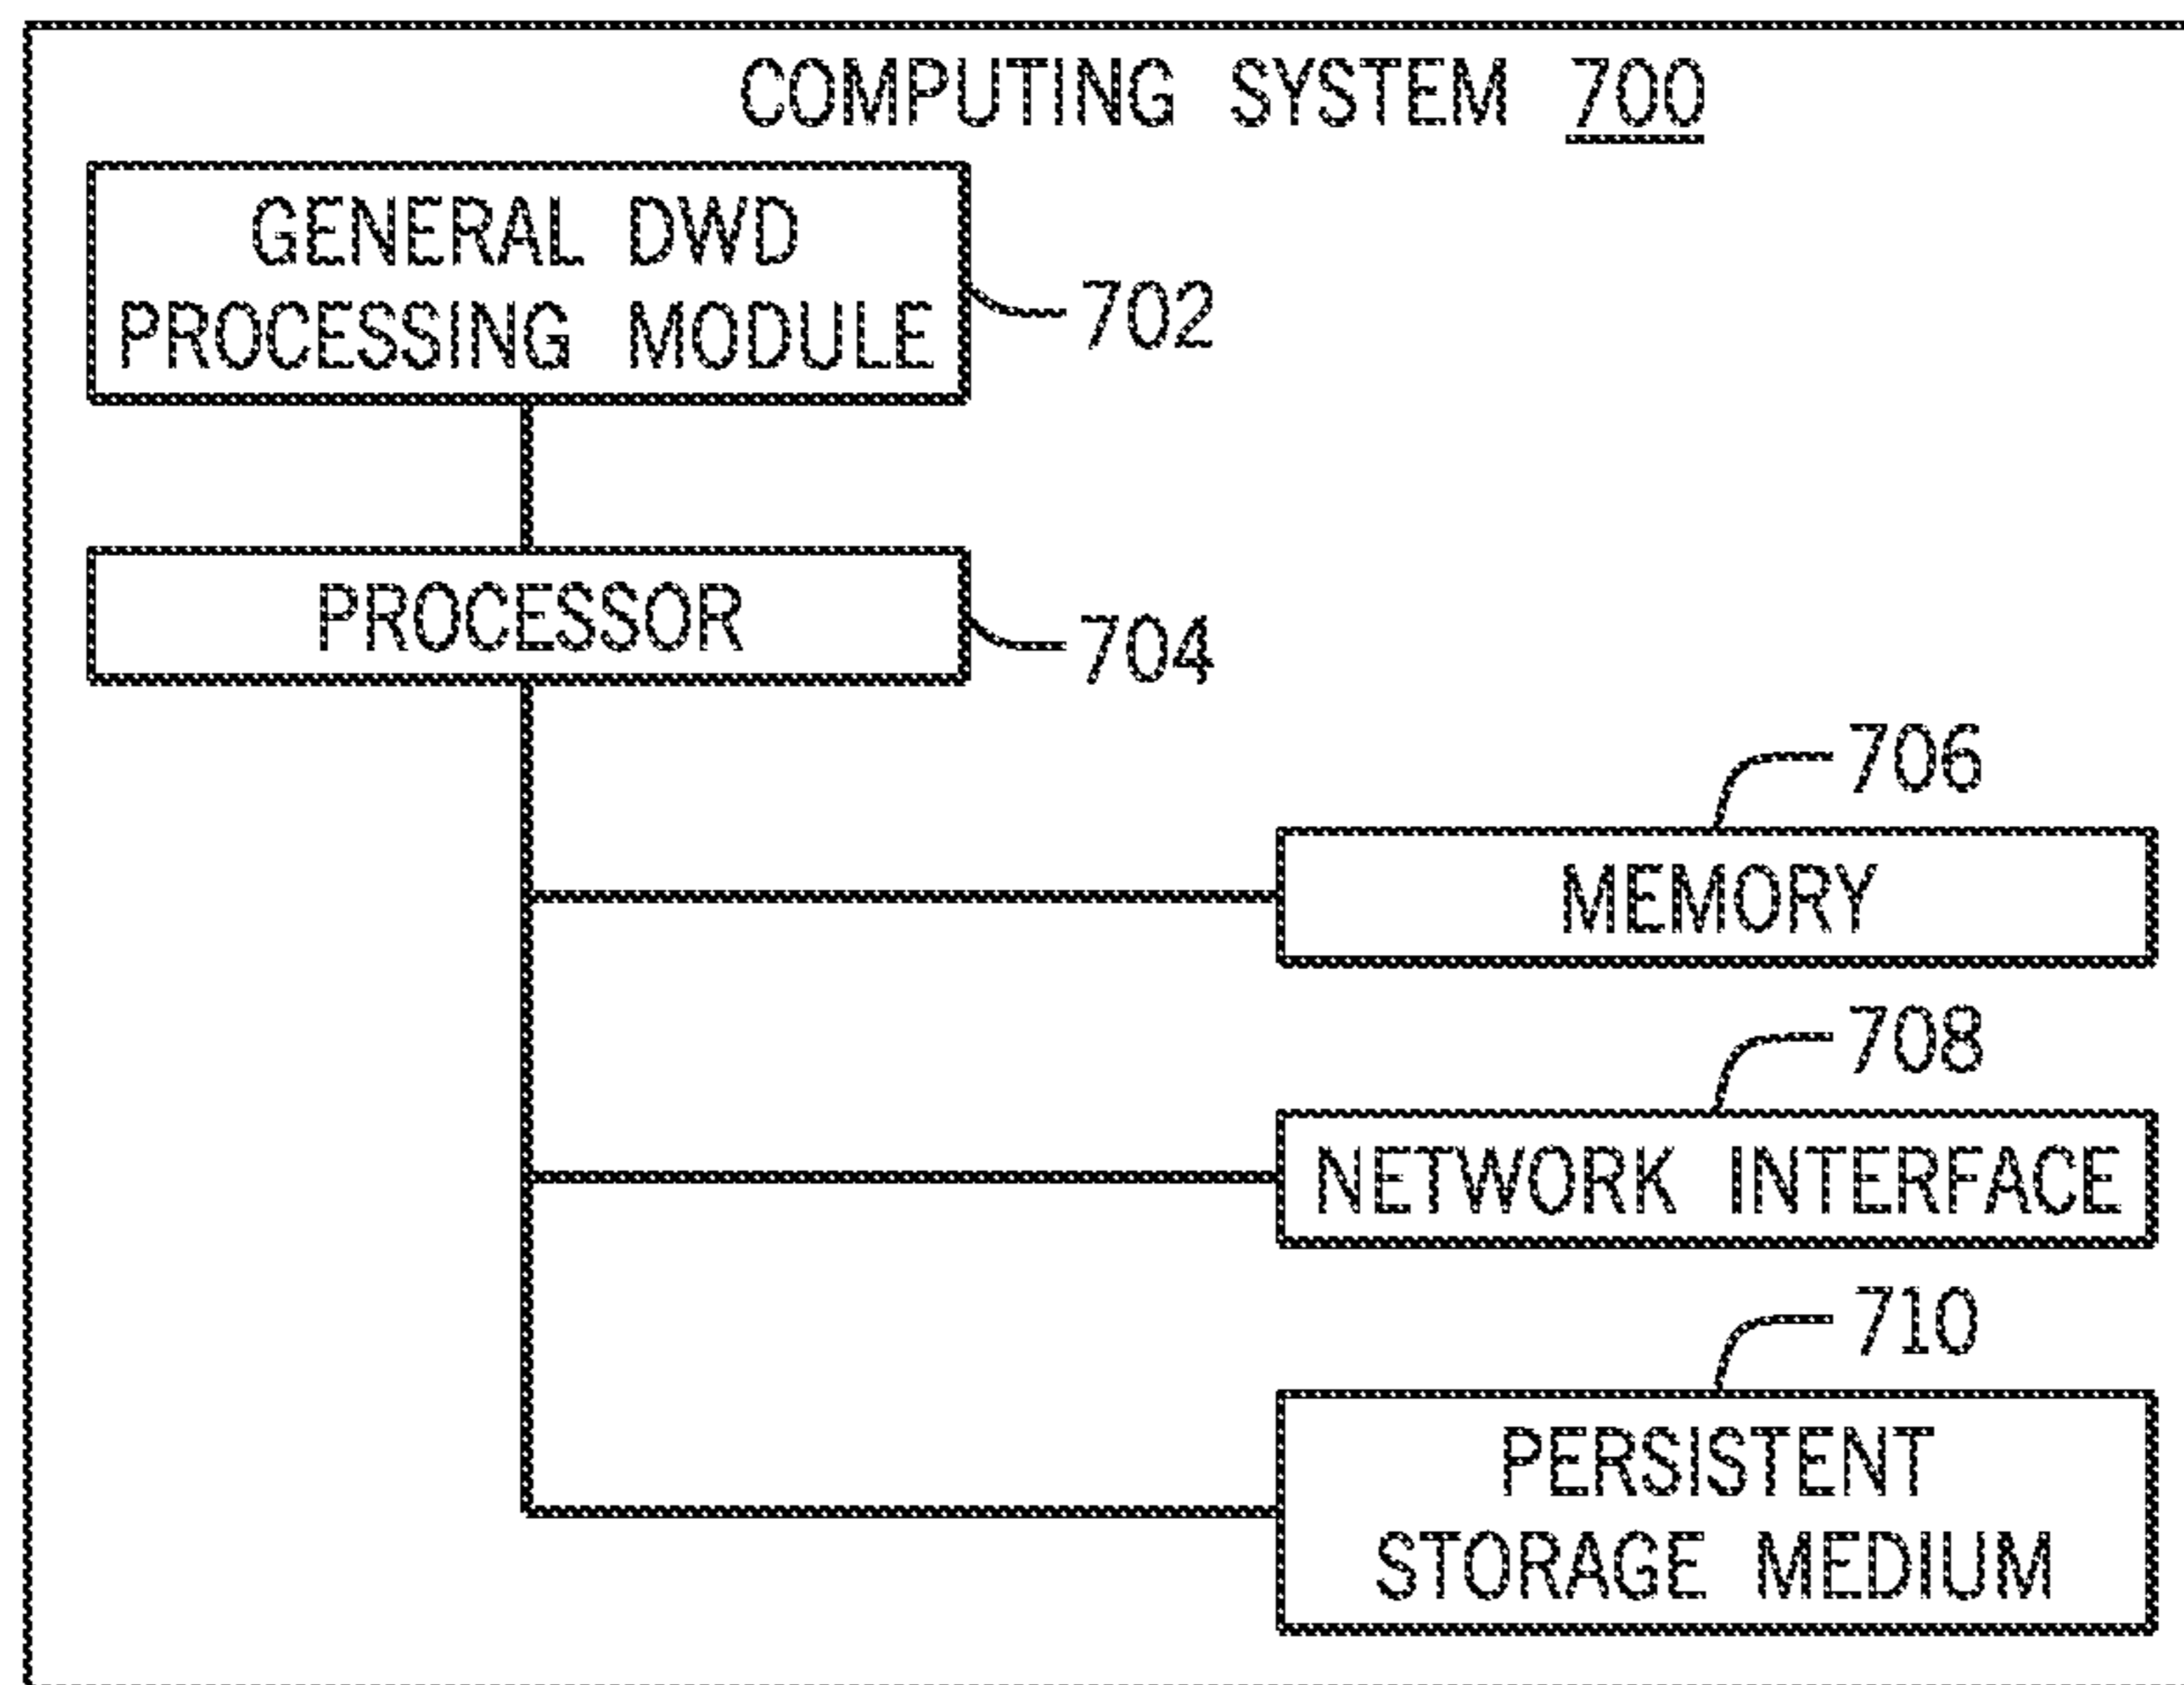 COMPUTING SYSTEM 700
GENERAL DWD
PROCESSING MODULE
702
PROCESSOR
704
706
MEMORY
708
NETWORK INTERFACE
710
PERSISTENT
STORAGE MEDIUM